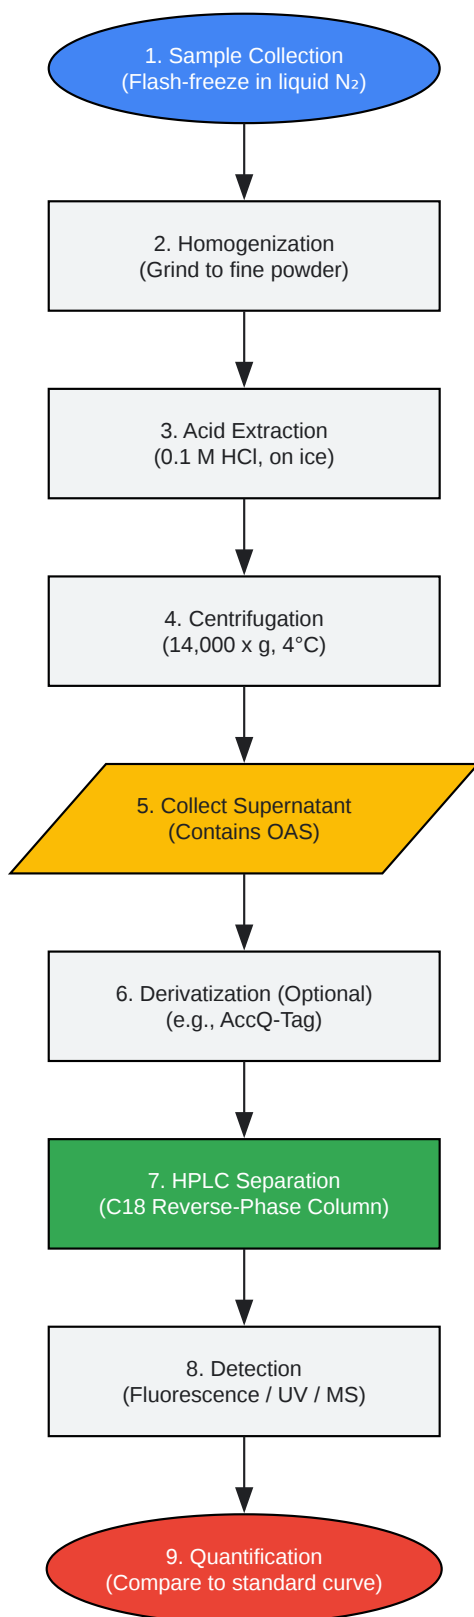 1. Sample Collection
(Flash-freeze in liquid N₂)
2. Homogenization
(Grind to fine powder)
3. Acid Extraction
(0.1 M HCl, on ice)
4. Centrifugation
(14,000 x g, 4°C)
5. Collect Supernatant
(Contains OAS)
6. Derivatization (Optional)
(e.g., AccQ-Tag)
7. HPLC Separation
(C18 Reverse-Phase Column)
8. Detection
(Fluorescence / UV / MS)
9. Quantification
(Compare to standard curve)